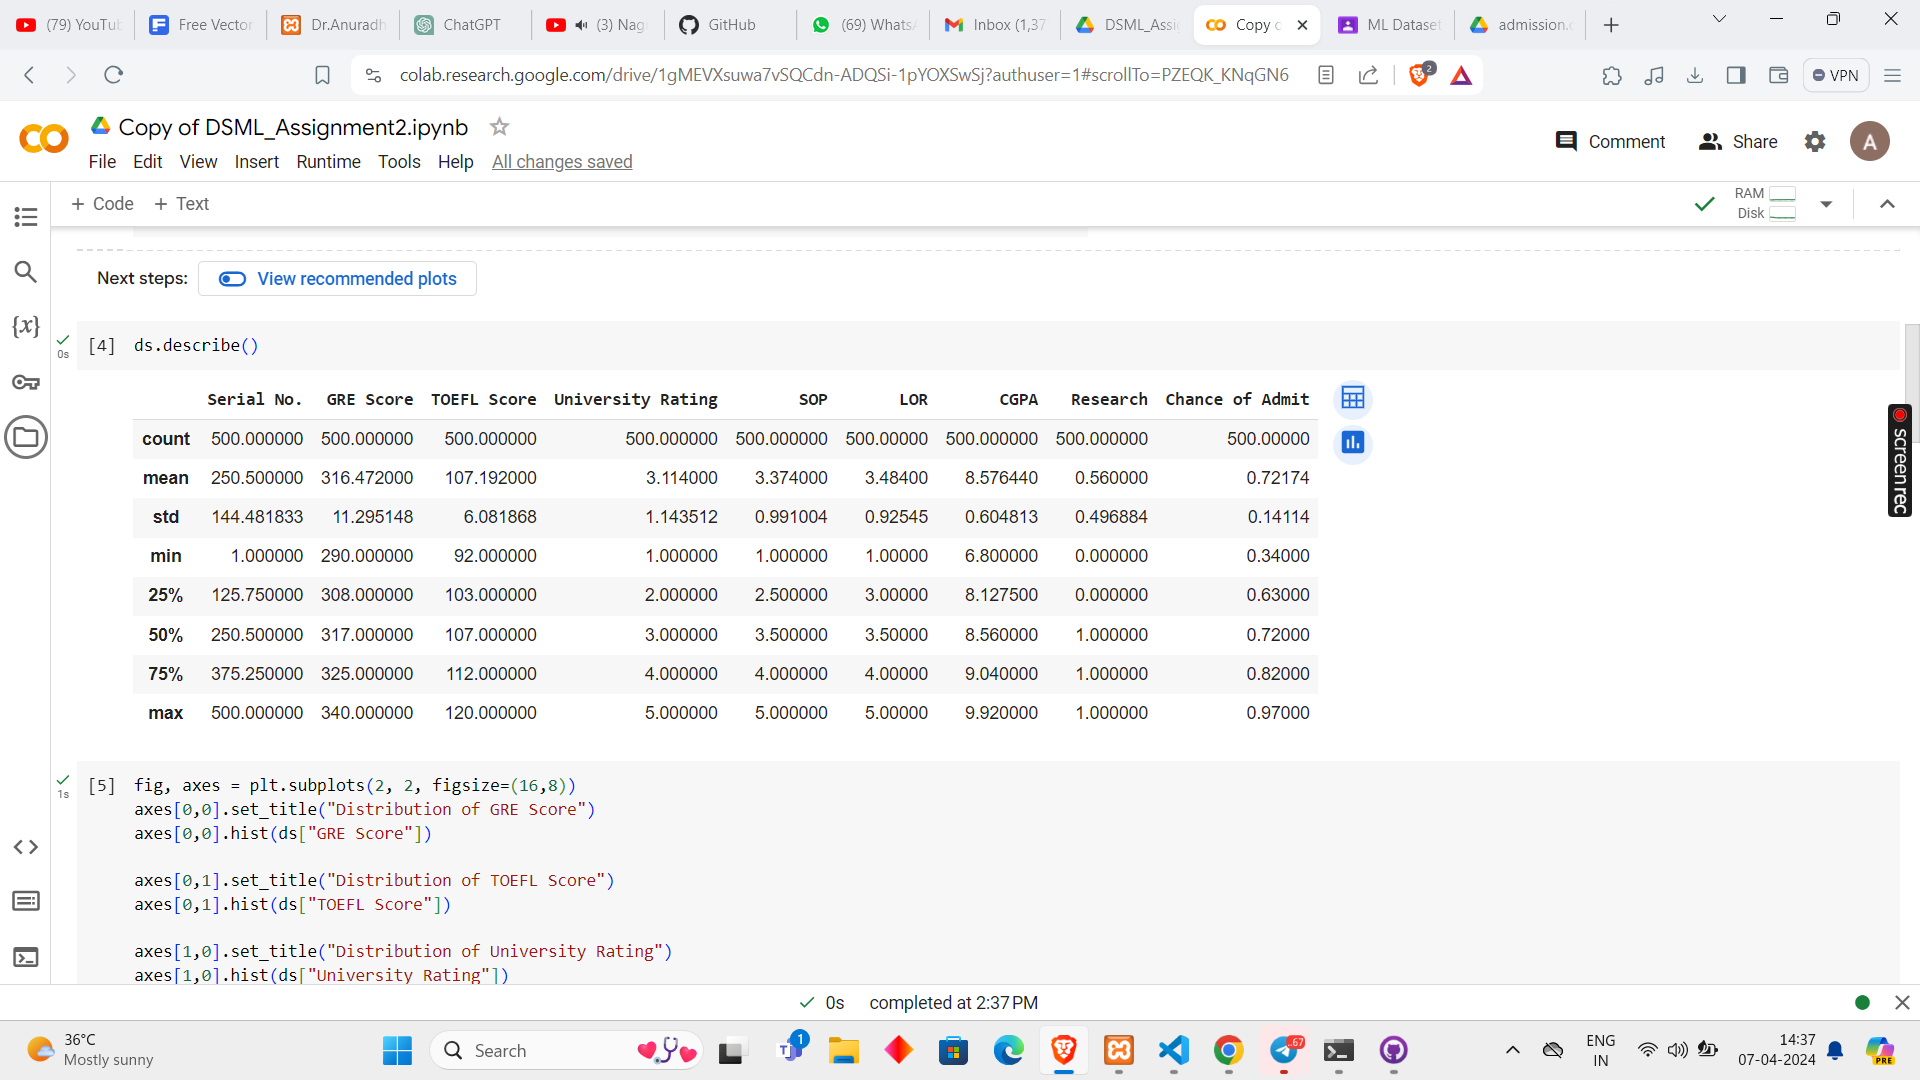 (79) YouTu
Free Vector
Dr.Anuradh
ChatGPT
(3) Nag
GitHub
(69) Whats
Inbox (1,37
DSML_Assig
Copy o
ML Dataset
admission.c
colab.research.google.com/drive/1gMEVXsuwa7vSQCdn-ADQSi-1pYOXSwSj?authuser=1#scrollTo=PZEQK_KNqGN6
2
VPN
Copy of DSML_Assignment2.ipynb
File Edit View Insert Runtime Tools Help All changes saved
Comment
Share
A
+ Code + Text
RAM
Disk
Next steps: View recommended plots
{x}
0s
[4] ds.describe()
Serial No. GRE Score TOEFL Score University Rating SOP LOR CGPA Research Chance of Admit
count 500.000000 500.000000 500.000000 500.000000 500.000000 500.00000 500.000000 500.000000 500.00000
mean 250.500000 316.472000 107.192000 3.114000 3.374000 3.48400 8.576440 0.560000 0.72174
std 144.481833 11.295148 6.081868 1.143512 0.991004 0.92545 0.604813 0.496884 0.14114
min 1.000000 290.000000 92.000000 1.000000 1.000000 1.00000 6.800000 0.000000 0.34000
25% 125.750000 308.000000 103.000000 2.000000 2.500000 3.00000 8.127500 0.000000 0.63000
50% 250.500000 317.000000 107.000000 3.000000 3.500000 3.50000 8.560000 1.000000 0.72000
75% 375.250000 325.000000 112.000000 4.000000 4.000000 4.00000 9.040000 1.000000 0.82000
max 500.000000 340.000000 120.000000 5.000000 5.000000 5.00000 9.920000 1.000000 0.97000
screenrec
1s
[5] fig, axes = plt.subplots(2, 2, figsize=(16,8))
axes[0,0].set_title("Distribution of GRE Score")
axes[0,0].hist(ds["GRE Score"])
axes[0,1].set_title("Distribution of TOEFL Score")
axes[0,1].hist(ds["TOEFL Score"])
axes[1,0].set_title("Distribution of University Rating")
axes[1,0].hist(ds["University Rating"])
0s completed at 2:37 PM
36°C
Mostly sunny
Search
1
67
PRE
ENG
IN
14:37
07-04-2024